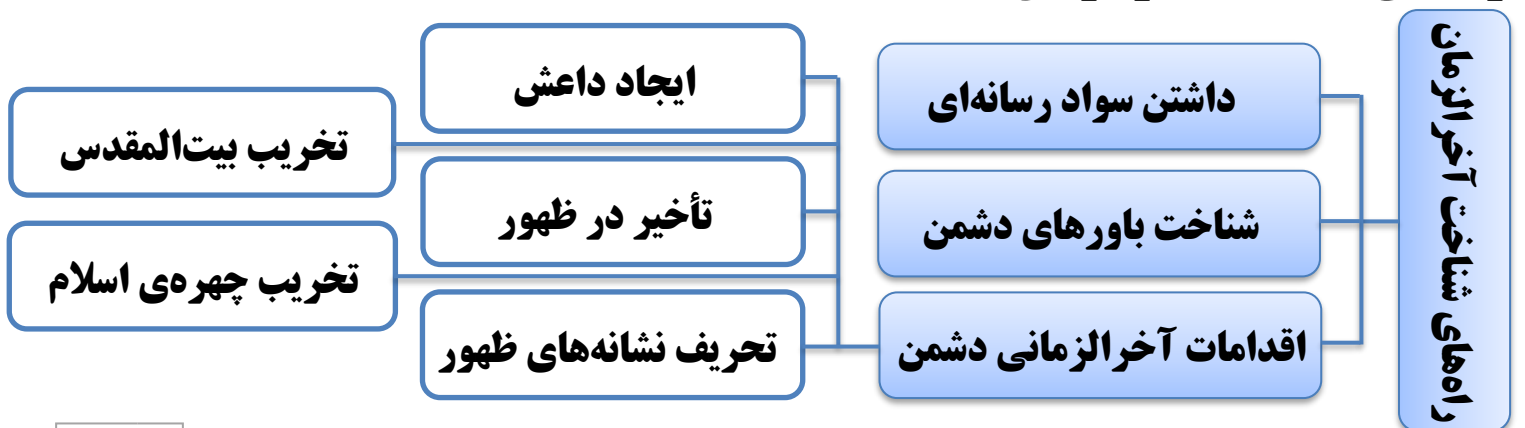 راه‌های شناخت آخرالزمان
داشتن سواد رسانه‌ای
شناخت باورهای دشمن
اقدامات آخرالزمانی دشمن
ایجاد داعش
تخریب بیت‌المقدس
تأخیر در ظهور
تخریب چهره‌ی اسلام
تحریف نشانه‌های ظهور